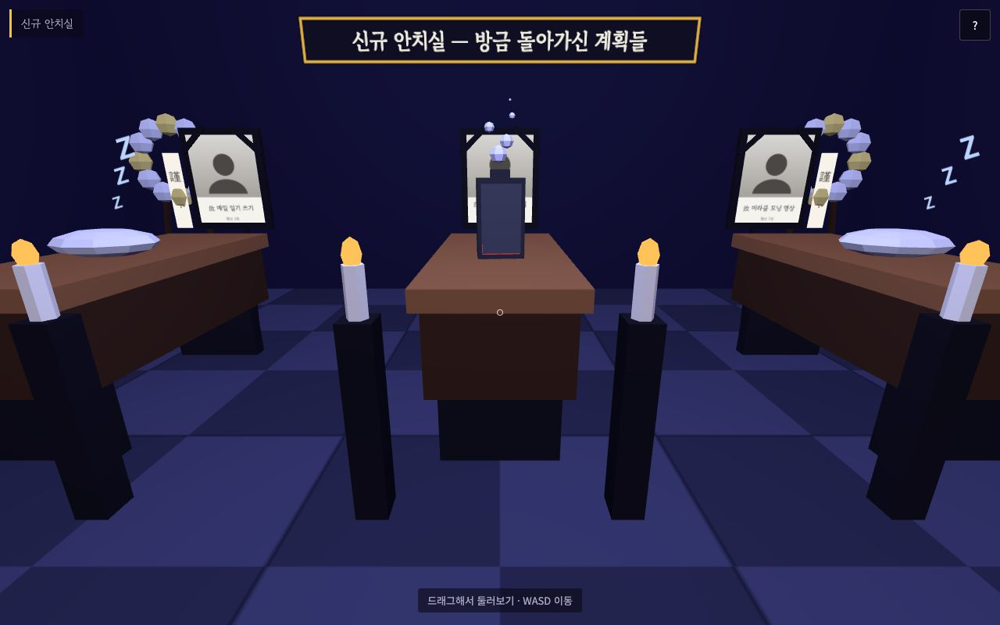 신규 안치실
신규 안치실 — 방금 돌아가신 계획들
?
Z
Z
Z
謹
故 매일 일기 쓰기
故 미라클 모닝 명상
謹
Z
Z
Z
드래그해서 둘러보기 · WASD 이동